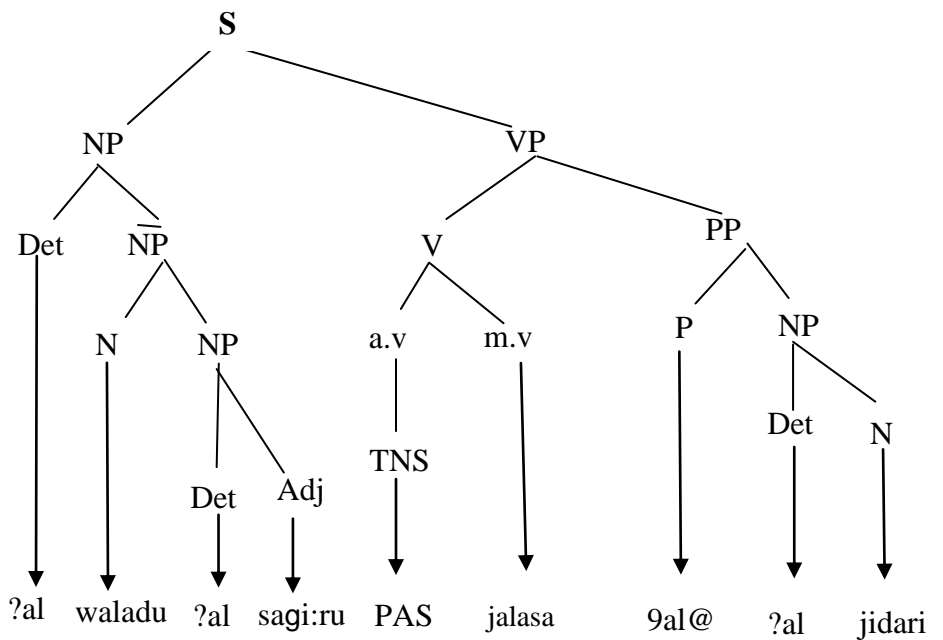 S
NP VP
Det NP V PP
N NP a.v m.v P NP
Det N
TNS
Det Adj
?al waladu ?al sagi:ru PAS jalasa 9al@ ?al jidari